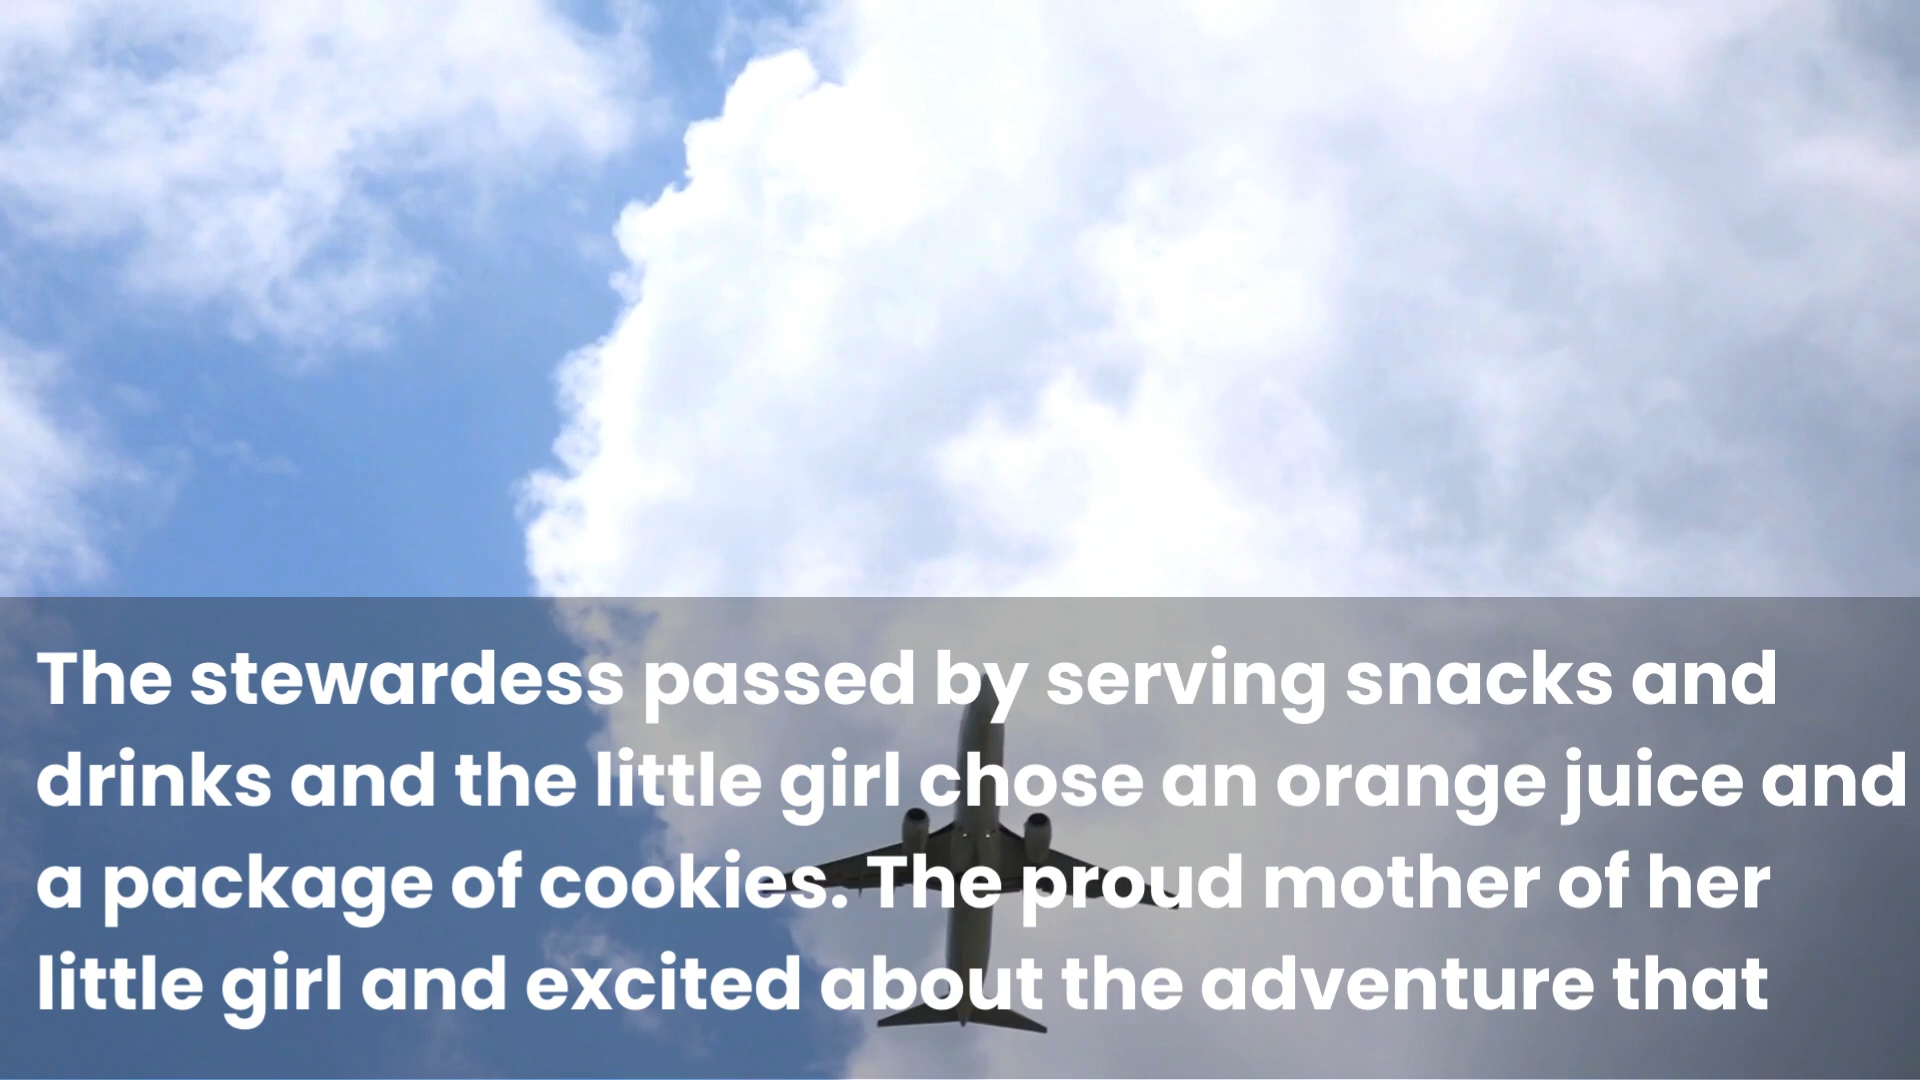 The stewardess passed by serving snacks and
drinks and the little girl chose an orange juice and
a package of cookies. The proud mother of her
little girl and excited about the adventure that